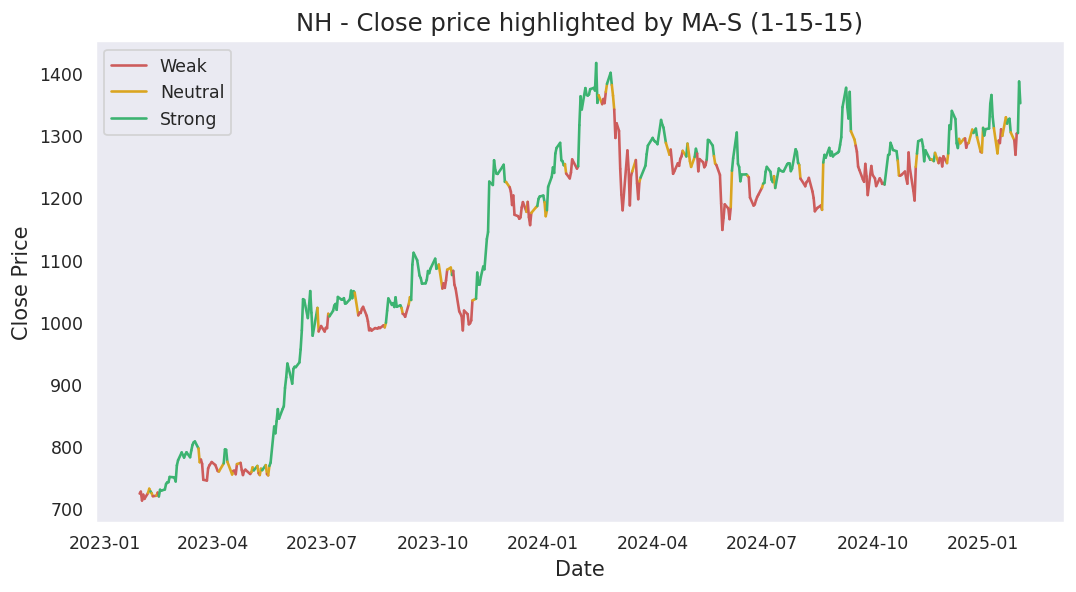 NH - Close price highlighted by MA-S (1-15-15)
Weak
Neutral
Strong
1400
1300
1200
1100
1000
900
800
700
Close Price
2023-01 2023-04 2023-07 2023-10 2024-01 2024-04 2024-07 2024-10 2025-01
Date